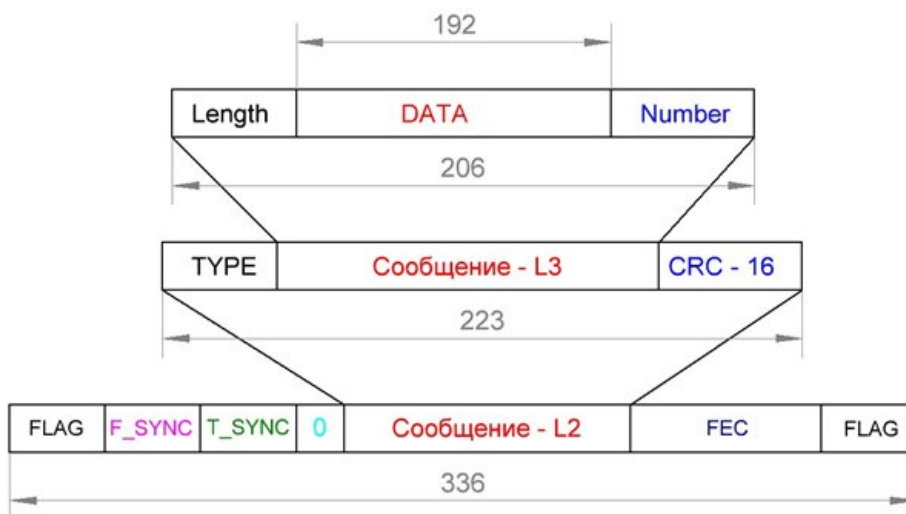 192
Length DATA Number
206
TYPE Сообщение - L3 CRC - 16
223
FLAG F_SYNC T_SYNC 0 Сообщение - L2 FEC FLAG
336